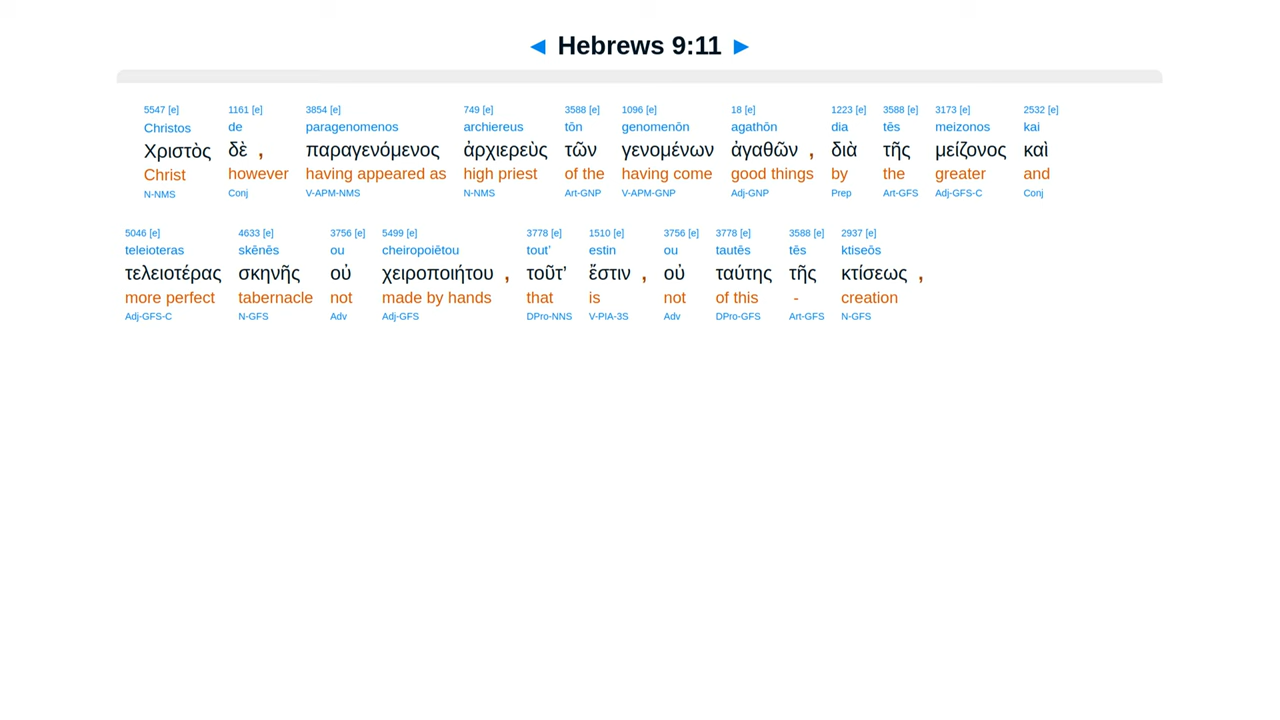 ◄ Hebrews 9:11 ►
5547 [e] 1161 [e] 3854 [e] 749 [e] 3588 [e] 1096 [e] 18 [e] 1223 [e] 3588 [e] 3173 [e] 2532 [e]
Christos de paragenomenos archiereus tōn genomenōn agathōn dia tēs meizonos kai
Χριστὸς δὲ , παραγενόμενος ἀρχιερεὺς τῶν γενομένων ἀγαθῶν , διὰ τῆς μείζονος καὶ
Christ however having appeared as high priest of the having come good things by the greater and
N-NMS Conj V-APM-NMS N-NMS Art-GNP V-APM-GNP Adj-GNP Prep Art-GFS Adj-GFS-C Conj
5046 [e] 4633 [e] 3756 [e] 5499 [e] 3778 [e] 1510 [e] 3756 [e] 3778 [e] 3588 [e] 2937 [e]
teleioteras skēnēs ou cheiropoiētou tout’ estin ou tautēs tēs ktiseōs
τελειοτέρας σκηνῆς οὐ χειροποιήτου , τοῦτ’ ἔστιν , οὐ ταύτης τῆς κτίσεως ,
more perfect tabernacle not made by hands that is not of this - creation
Adj-GFS-C N-GFS Adv Adj-GFS DPro-NNS V-PIA-3S Adv DPro-GFS Art-GFS N-GFS